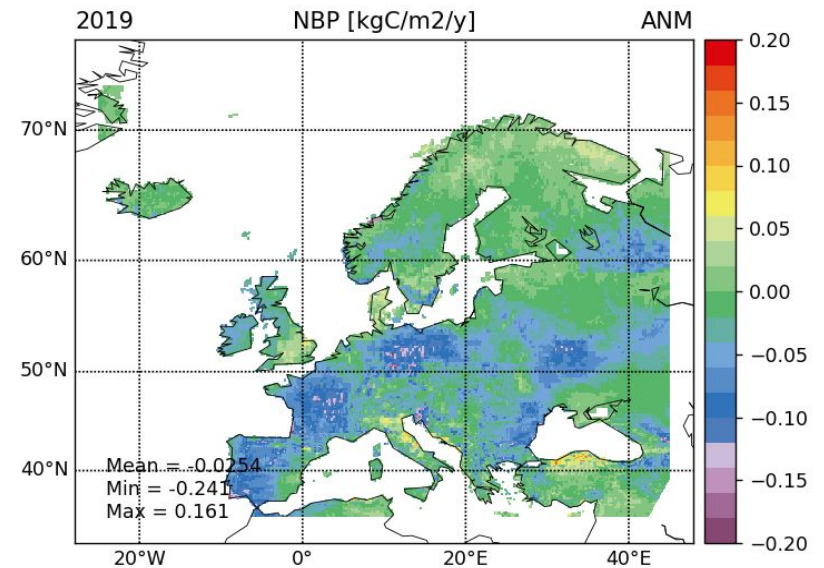 2019 NBP [kgC/m2/y] ANM
0.20
70°N 0.15
0.10
0.05
60°N 0.00
50°N −0.05
−0.10
40°N −0.15
Mean = -0.0254
Min = -0.241
Max = 0.161
−0.20
20°W 0° 20°E 40°E